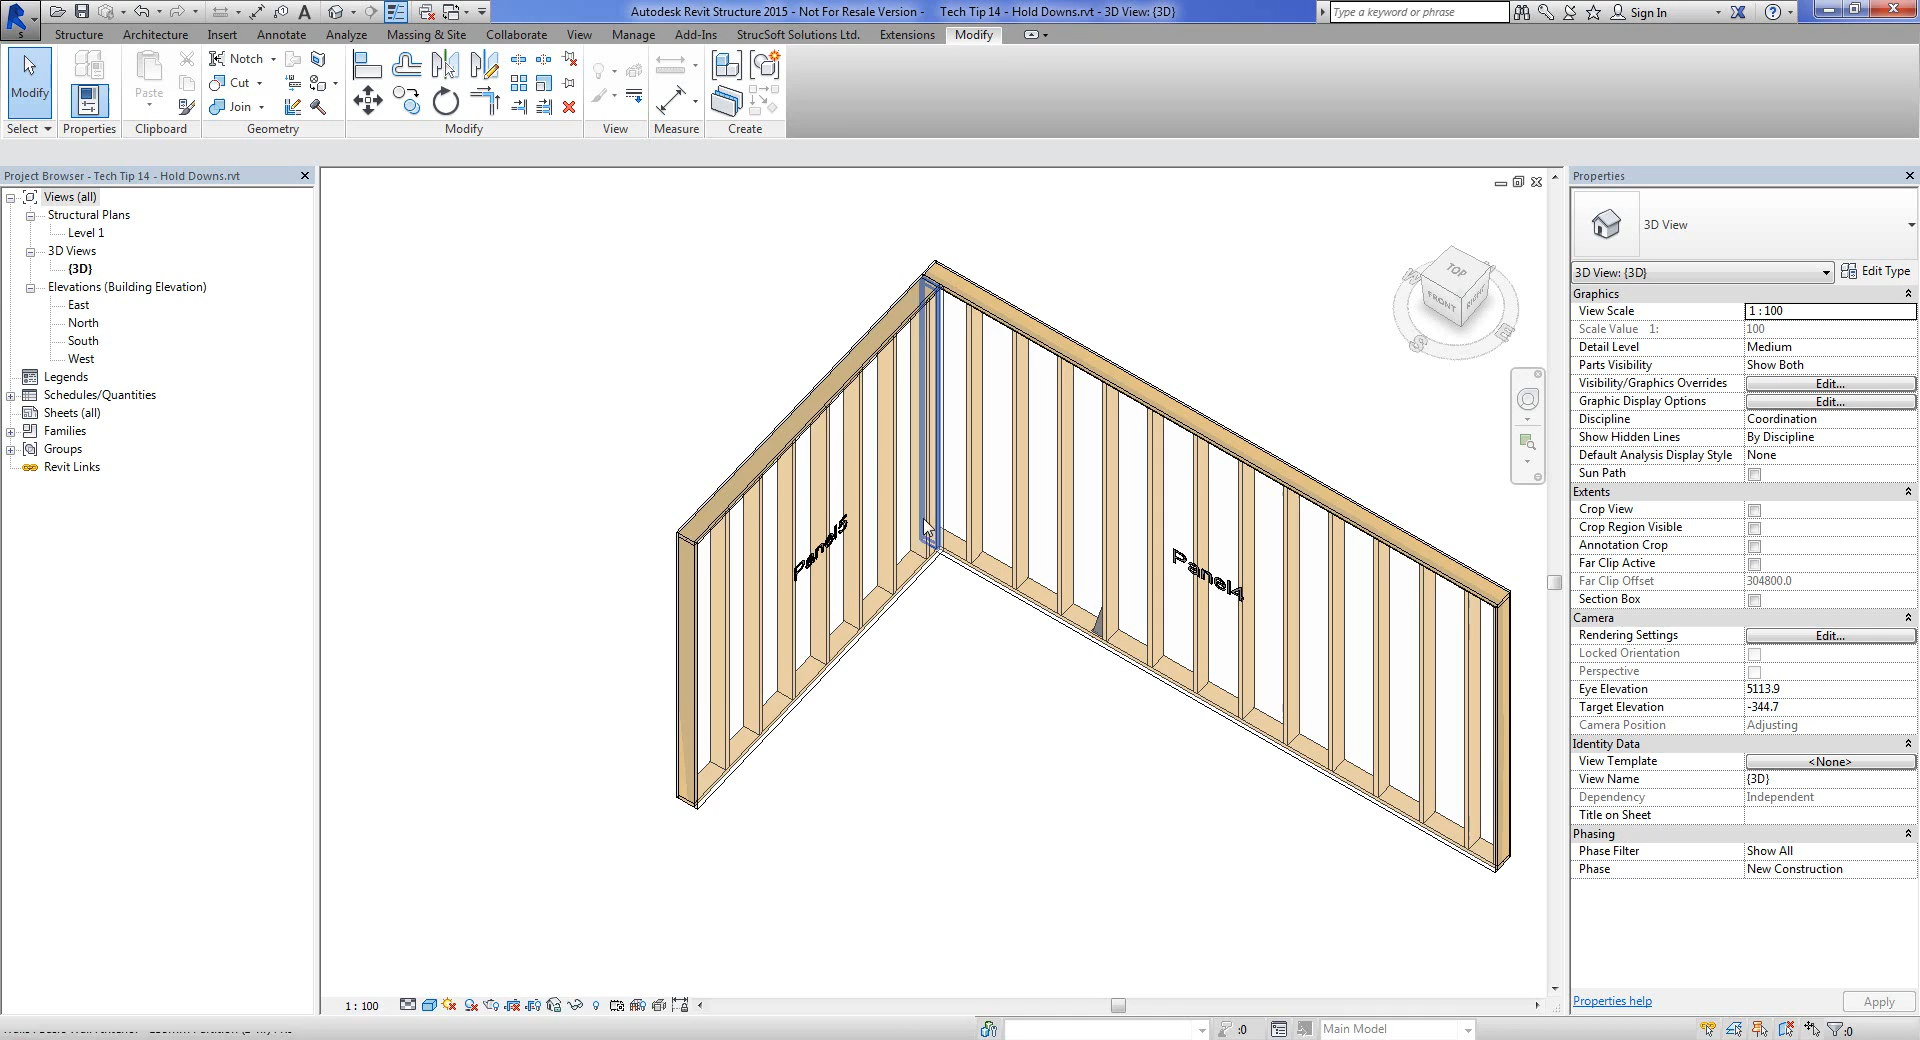 Autodesk Revit Structure 2015 - Not For Resale Version - Tech Tip 14 - Hold Downs.rvt - 3D View: {3D}
Type a keyword or phrase
Sign In
Structure Architecture Insert Annotate Analyze Massing & Site Collaborate View Manage Add-Ins StrucSoft Solutions Ltd. Extensions Modify
Modify
Paste
Notch
Cut
Join
Select Properties Clipboard Geometry Modify View Measure Create
Project Browser - Tech Tip 14 - Hold Downs.rvt
Views (all)
Structural Plans
Level 1
3D Views
{3D}
Elevations (Building Elevation)
East
North
South
West
Legends
Schedules/Quantities
Sheets (all)
Families
Groups
Revit Links
TOP
FRONT
RIGHT
W
S
E
Panel5
Panel4
Properties
3D View
3D View: {3D}
Edit Type
Graphics
View Scale 1 : 100
Scale Value 1: 100
Detail Level Medium
Parts Visibility Show Both
Visibility/Graphics Overrides Edit...
Graphic Display Options Edit...
Discipline Coordination
Show Hidden Lines By Discipline
Default Analysis Display Style None
Sun Path
Extents
Crop View
Crop Region Visible
Annotation Crop
Far Clip Active
Far Clip Offset 304800.0
Section Box
Camera
Rendering Settings Edit...
Locked Orientation
Perspective
Eye Elevation 5113.9
Target Elevation -344.7
Camera Position Adjusting
Identity Data
View Template <None>
View Name {3D}
Dependency Independent
Title on Sheet
Phasing
Phase Filter Show All
Phase New Construction
Properties help
Apply
1 : 100
:0
Main Model
:0